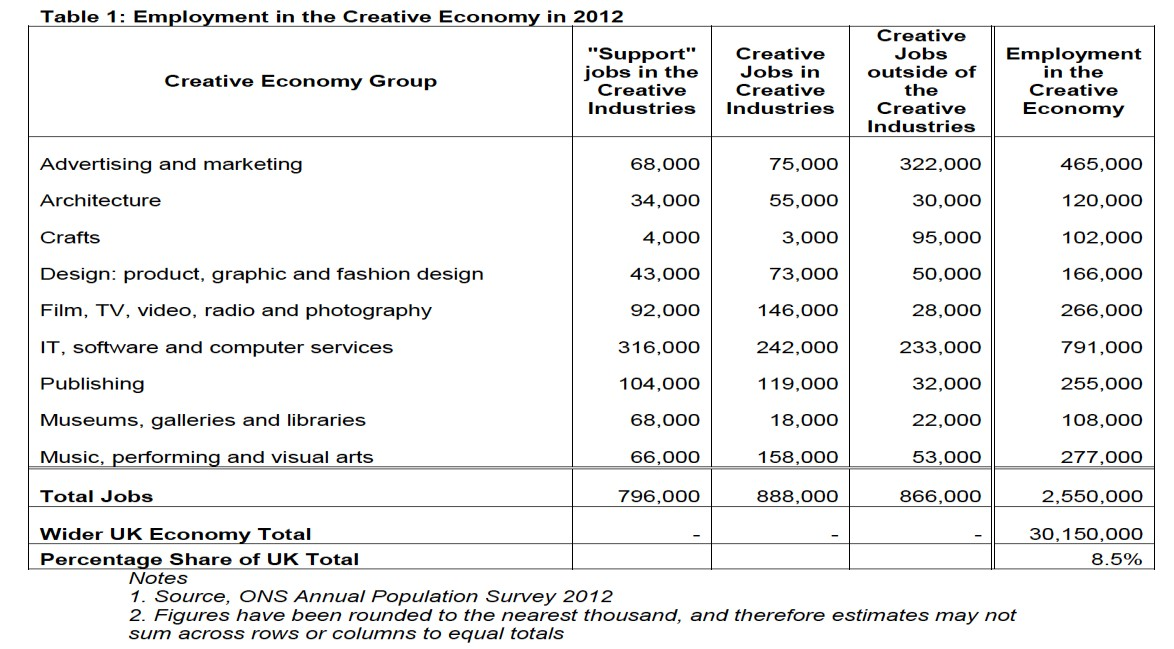 Table 1: Employment in the Creative Economy in 2012
Creative Economy Group
"Support"
jobs in the
Creative
Industries
Creative
Jobs in
Creative
Industries
Creative
Jobs
outside of
the
Creative
Industries
Employment
in the
Creative
Economy
Advertising and marketing 68,000 75,000 322,000 465,000
Architecture 34,000 55,000 30,000 120,000
Crafts 4,000 3,000 95,000 102,000
Design: product, graphic and fashion design 43,000 73,000 50,000 166,000
Film, TV, video, radio and photography 92,000 146,000 28,000 266,000
IT, software and computer services 316,000 242,000 233,000 791,000
Publishing 104,000 119,000 32,000 255,000
Museums, galleries and libraries 68,000 18,000 22,000 108,000
Music, performing and visual arts 66,000 158,000 53,000 277,000
Total Jobs 796,000 888,000 866,000 2,550,000
Wider UK Economy Total - - - 30,150,000
Percentage Share of UK Total 8.5%
Notes
1. Source, ONS Annual Population Survey 2012
2. Figures have been rounded to the nearest thousand, and therefore estimates may not
sum across rows or columns to equal totals